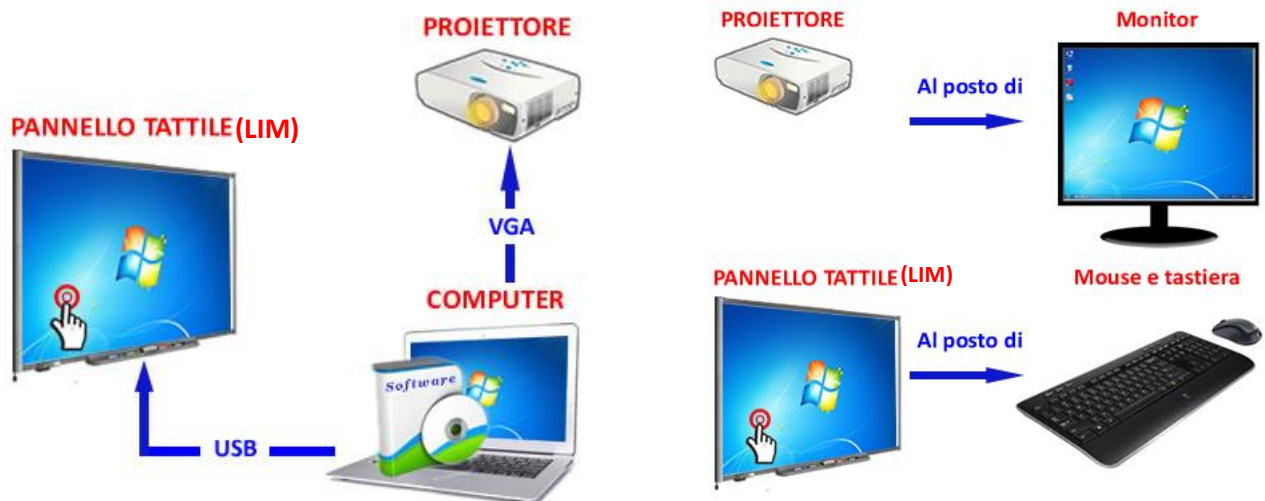 PROIETTORE
PANNELLO TATTILE (LIM)
VGA
COMPUTER
Software
USB
PROIETTORE
Monitor
Al posto di
PANNELLO TATTILE (LIM)
Mouse e tastiera
Al posto di